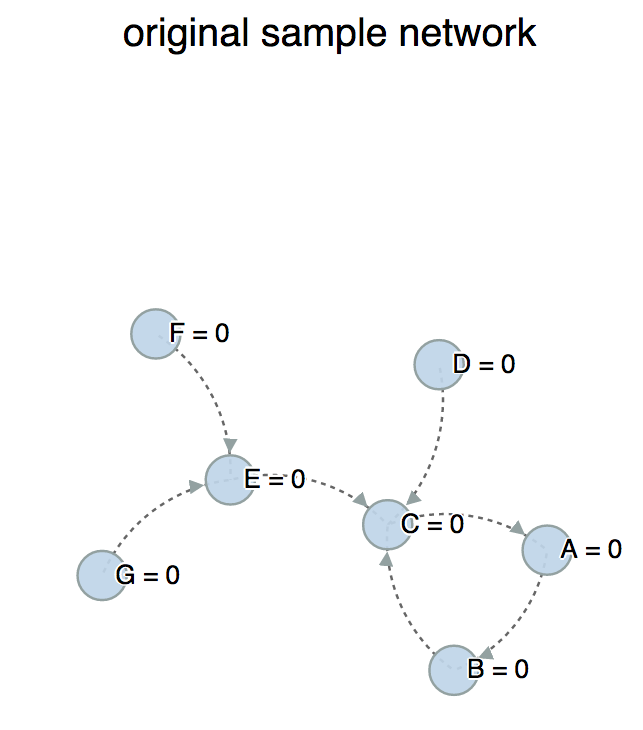 original sample network
F = 0
D = 0
E = 0
C = 0
A = 0
G = 0
B = 0